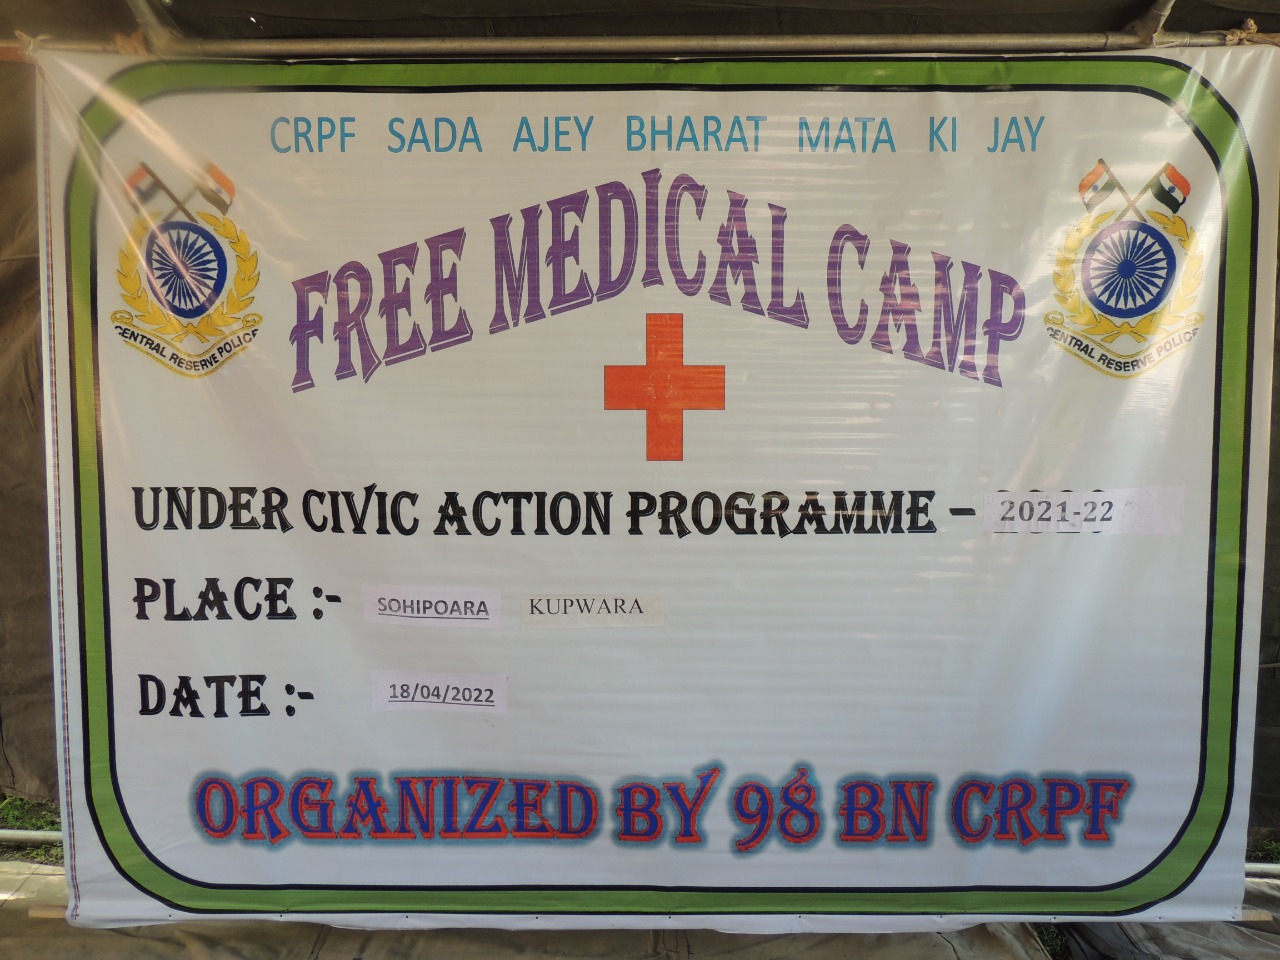 CRPF SADA AJEY BHARAT MATA KI JAY
FREE MEDICAL CAMP
CENTRAL RESERVE POLICE
CENTRAL RESERVE POLICE
UNDER CIVIC ACTION PROGRAMME – 2021-22
PLACE :- SOHIPOARA KUPWARA
DATE :- 18/04/2022
ORGANIZED BY 98 BN CRPF